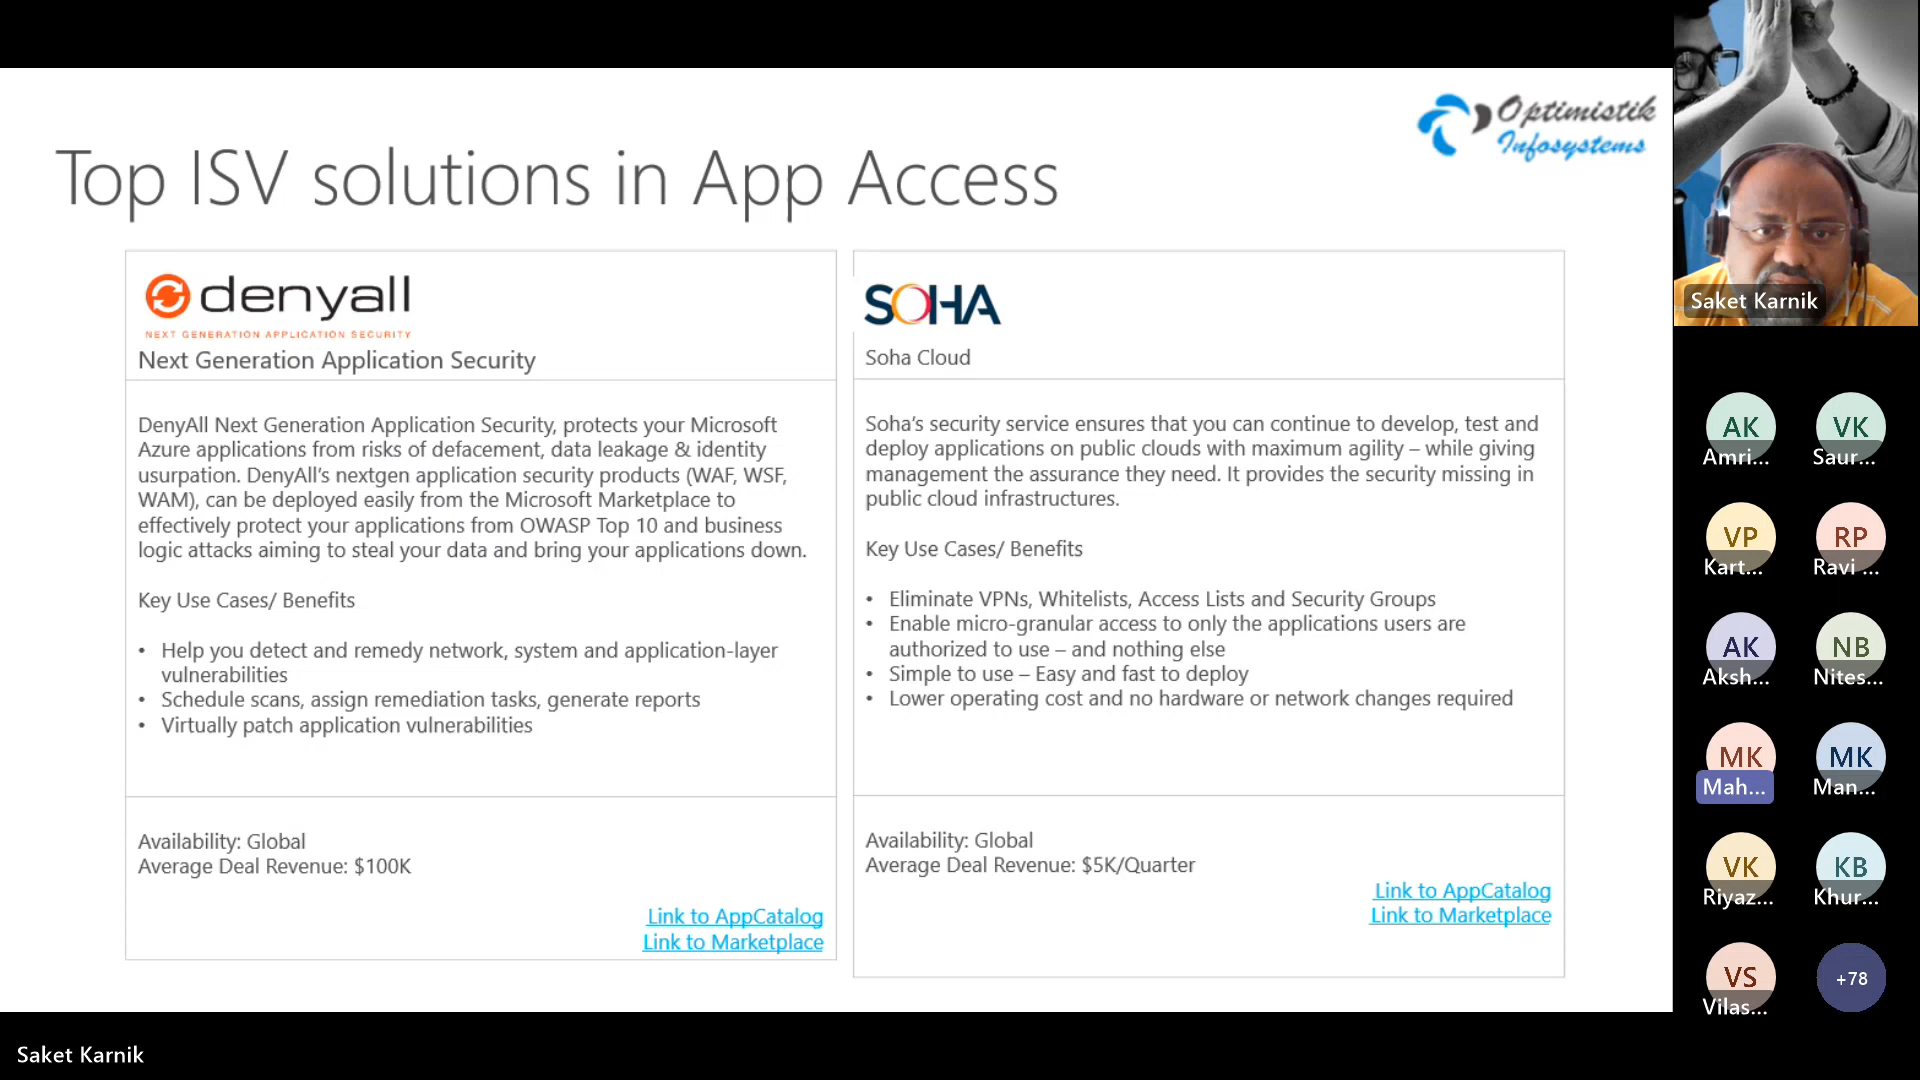 Optimistik
Infosystems
Top ISV solutions in App Access
denyall
NEXT GENERATION APPLICATION SECURITY
Next Generation Application Security
DenyAll Next Generation Application Security, protects your Microsoft
Azure applications from risks of defacement, data leakage & identity
usurpation. DenyAll's nextgen application security products (WAF, WSF,
WAM), can be deployed easily from the Microsoft Marketplace to
effectively protect your applications from OWASP Top 10 and business
logic attacks aiming to steal your data and bring your applications down.
Key Use Cases/ Benefits
• Help you detect and remedy network, system and application-layer
vulnerabilities
• Schedule scans, assign remediation tasks, generate reports
• Virtually patch application vulnerabilities
Availability: Global
Average Deal Revenue: $100K
Link to AppCatalog
Link to Marketplace
SOHA
Soha Cloud
Soha's security service ensures that you can continue to develop, test and
deploy applications on public clouds with maximum agility – while giving
management the assurance they need. It provides the security missing in
public cloud infrastructures.
Key Use Cases/ Benefits
• Eliminate VPNs, Whitelists, Access Lists and Security Groups
• Enable micro-granular access to only the applications users are
authorized to use – and nothing else
• Simple to use – Easy and fast to deploy
• Lower operating cost and no hardware or network changes required
Availability: Global
Average Deal Revenue: $5K/Quarter
Link to AppCatalog
Link to Marketplace
Saket Karnik
AK
Amri...
VK
Saur...
VP
Kart...
RP
Ravi ...
AK
Aksh...
NB
Nites...
MK
Mah...
MK
Man...
VK
Riyaz...
KB
Khur...
VS
Vilas...
+78
Saket Karnik